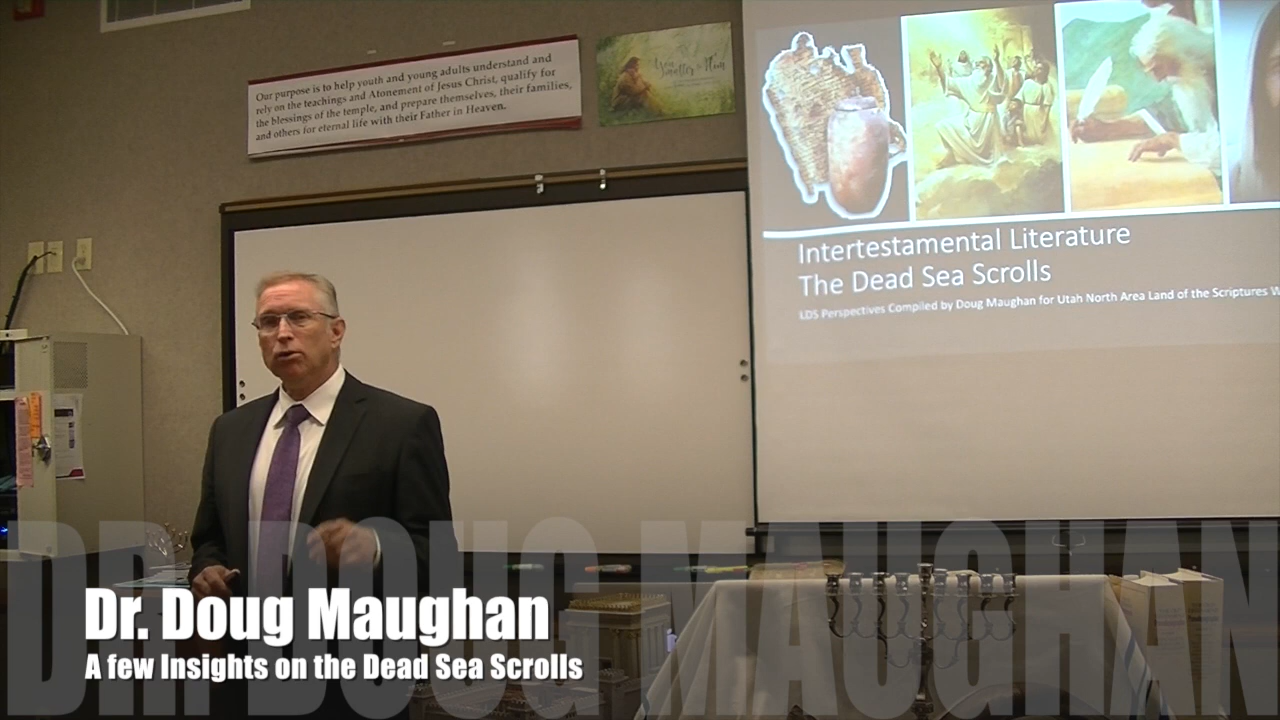 Our purpose is to help youth and young adults understand and
rely on the teachings and Atonement of Jesus Christ, qualify for
the blessings of the temple, and prepare themselves, their families,
and others for eternal life with their Father in Heaven.
Intertestamental Literature
The Dead Sea Scrolls
LDS Perspectives Compiled by Doug Maughan for Utah North Area Land of the Scriptures W
DR. DOUG MAUGHAN
Dr. Doug Maughan
A few Insights on the Dead Sea Scrolls